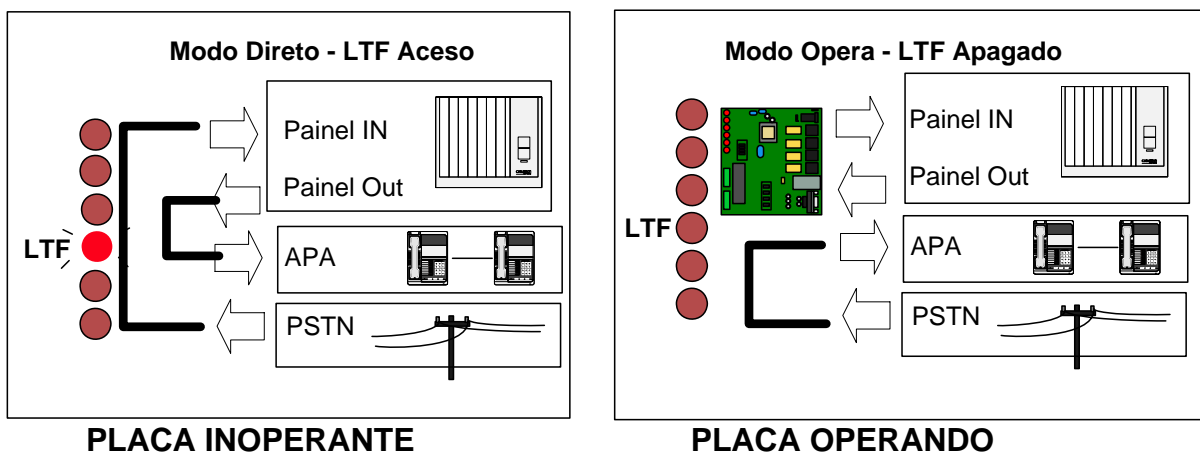 Modo Direto - LTF Aceso
Painel IN
Painel Out
LTF
APA
PSTN
PLACA INOPERANTE
Modo Opera - LTF Apagado
Painel IN
Painel Out
LTF
APA
PSTN
PLACA OPERANDO